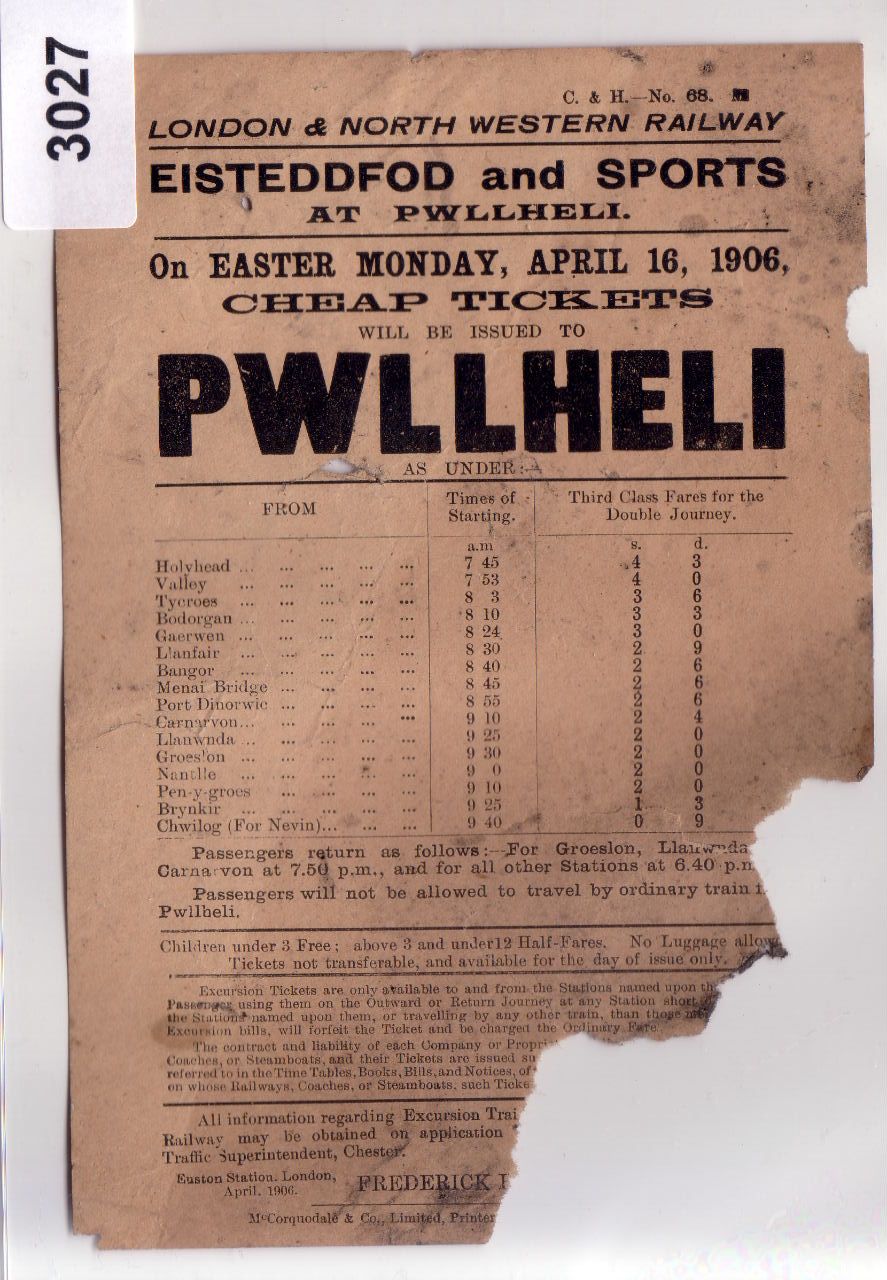 3027
C. & H.—No. 68.
LONDON & NORTH WESTERN RAILWAY
EISTEDDFOD and SPORTS
AT PWLLHELI.
On EASTER MONDAY, APRIL 16, 1906,
CHEAP TICKETS
WILL BE ISSUED TO
PWLLHELI
AS UNDER:—
FROM Times of Starting. Third Class Fares for the Double Journey.
a.m s. d.
Holyhead ... ... ... ... ... 7 45 4 3
Valley ... ... ... ... ... 7 53 4 0
Tycroes ... ... ... ... ... 8 3 3 6
Bodorgan ... ... ... ... ... 8 10 3 3
Gaerwen ... ... ... ... ... 8 24 3 0
Llanfair ... ... ... ... ... 8 30 2 9
Bangor ... ... ... ... ... 8 40 2 6
Menai Bridge ... ... ... ... 8 45 2 6
Port Dinorwic ... ... ... ... 8 55 2 6
Carnarvon... ... ... ... ... 9 10 2 4
Llanwnda ... ... ... ... ... 9 25 2 0
Groeslon ... ... ... ... ... 9 30 2 0
Nantlle ... ... ... ... ... 9 0 2 0
Pen-y-groes ... ... ... ... 9 10 2 0
Brynkir ... ... ... ... ... 9 25 1 3
Chwilog (For Nevin)... ... ... 9 40 0 9
Passengers return as follows:—For Groeslon, Llanwnda
Carnarvon at 7.50 p.m., and for all other Stations at 6.40 p.m
Passengers will not be allowed to travel by ordinary train
Pwllheli.
Children under 3 Free; above 3 and under 12 Half-Fares. No Luggage allow
Tickets not transferable, and available for the day of issue only.
Excursion Tickets are only available to and from the Stations named upon th
Passenger using them on the Outward or Return Journey at any Station short
the Stations named upon them, or travelling by any other train, than those
Excursion bills, will forfeit the Ticket and be charged the Ordinary Fare.
The contract and liability of each Company or Propri
Coaches, or Steamboats, and their Tickets are issued su
referred to in the Time Tables, Books, Bills, and Notices, of
on whose Railways, Coaches, or Steamboats, such Ticke
All information regarding Excursion Trai
Railway may be obtained on application
Traffic Superintendent, Chester.
Euston Station. London,
April. 1906.
FREDERICK
McCorquodale & Co., Limited, Printer